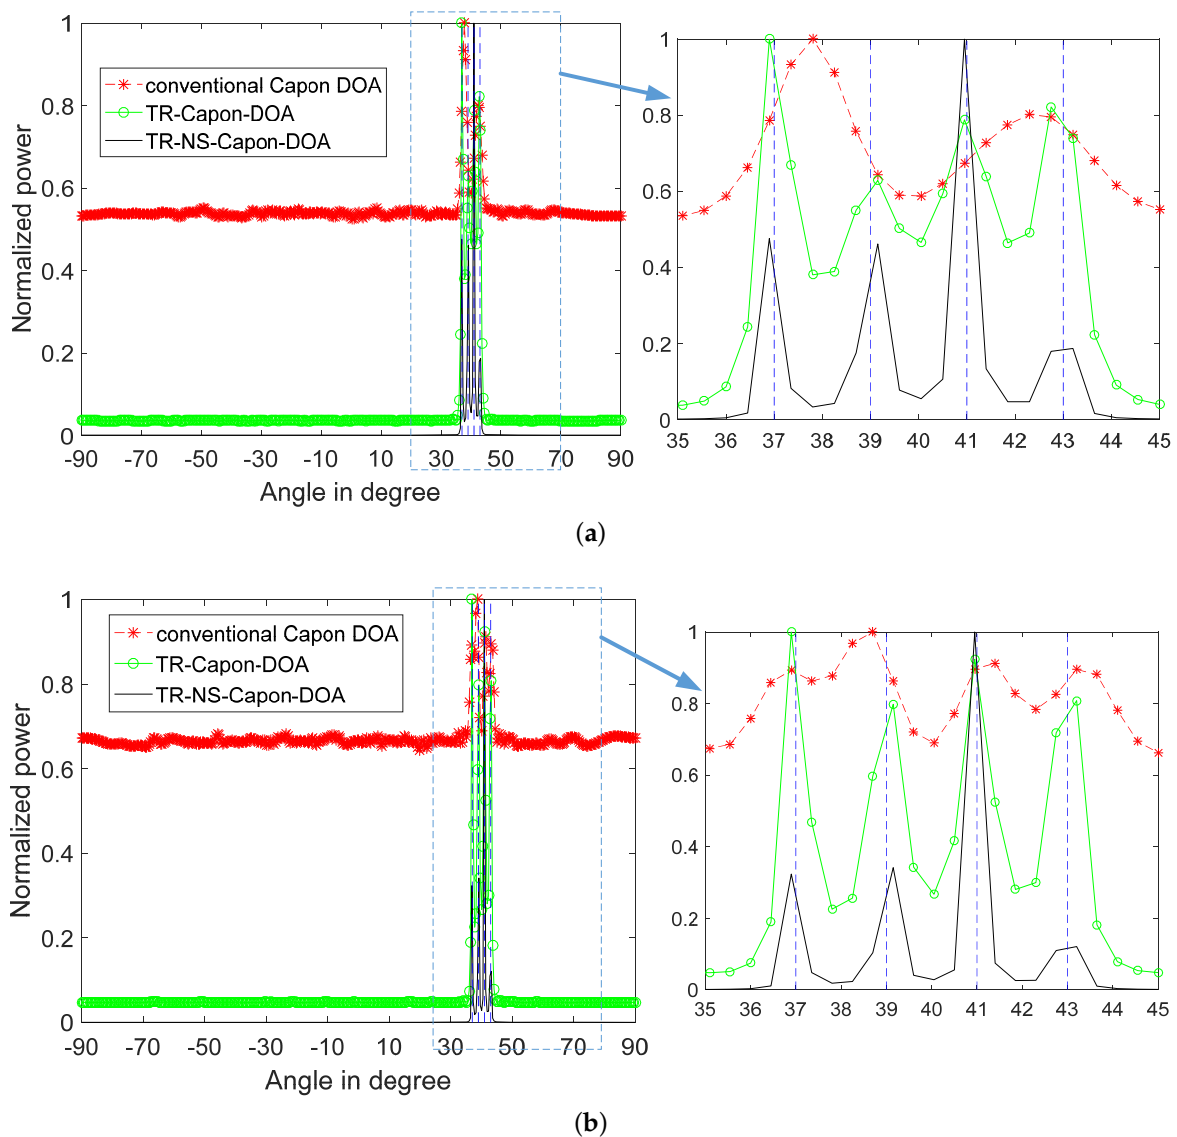 1
0.8
0.6
0.4
0.2
0
Normalized power
conventional Capon DOA
TR-Capon-DOA
TR-NS-Capon-DOA
-90 -70 -50 -30 -10 10 30 50 70 90
Angle in degree
1
0.8
0.6
0.4
0.2
0
35 36 37 38 39 40 41 42 43 44 45
(a)
1
0.8
0.6
0.4
0.2
0
Normalized power
conventional Capon DOA
TR-Capon-DOA
TR-NS-Capon-DOA
-90 -70 -50 -30 -10 10 30 50 70 90
Angle in degree
1
0.8
0.6
0.4
0.2
0
35 36 37 38 39 40 41 42 43 44 45
(b)